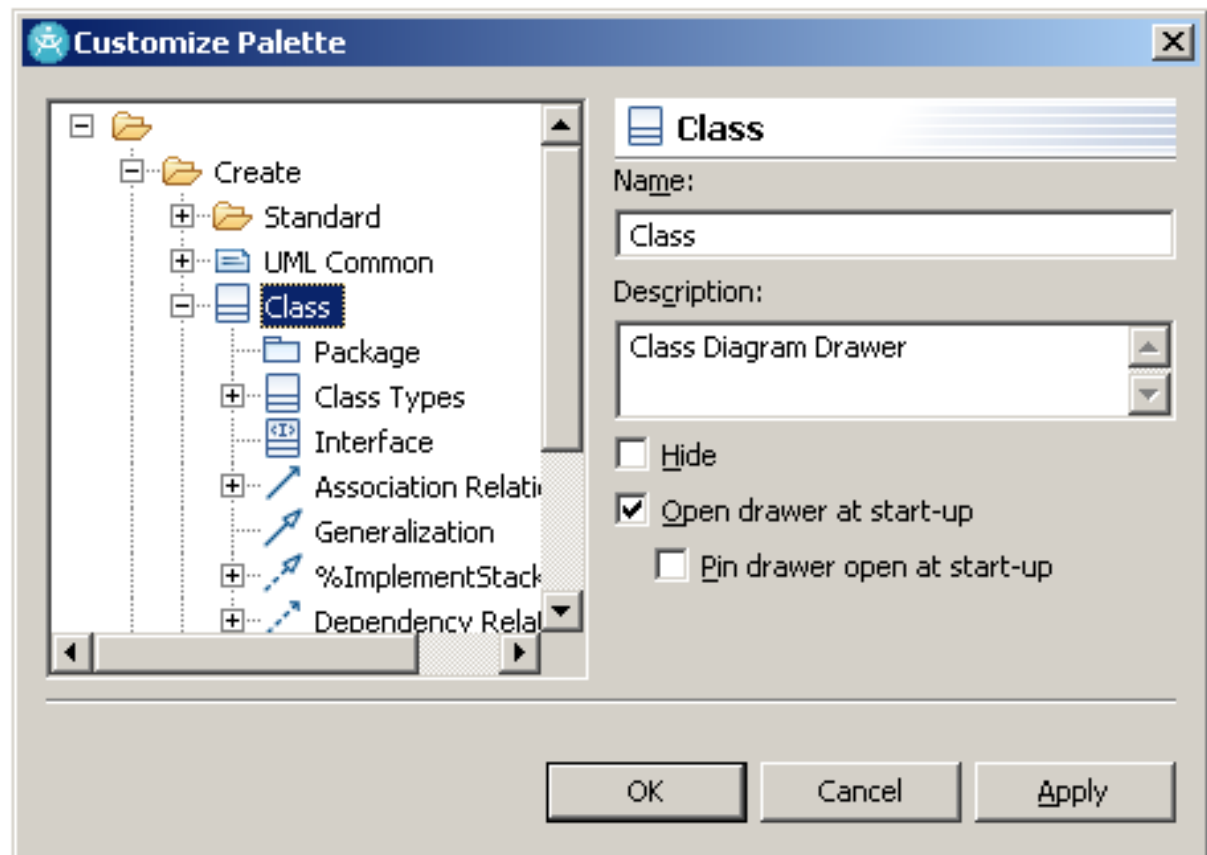 Customize Palette
Create
Standard
UML Common
Class
Package
Class Types
<I>
Interface
Association Relati
Generalization
%ImplementStack
Dependency Relat
Class
Name:
Class
Description:
Class Diagram Drawer
Hide
Open drawer at start-up
Pin drawer open at start-up
OK
Cancel
Apply